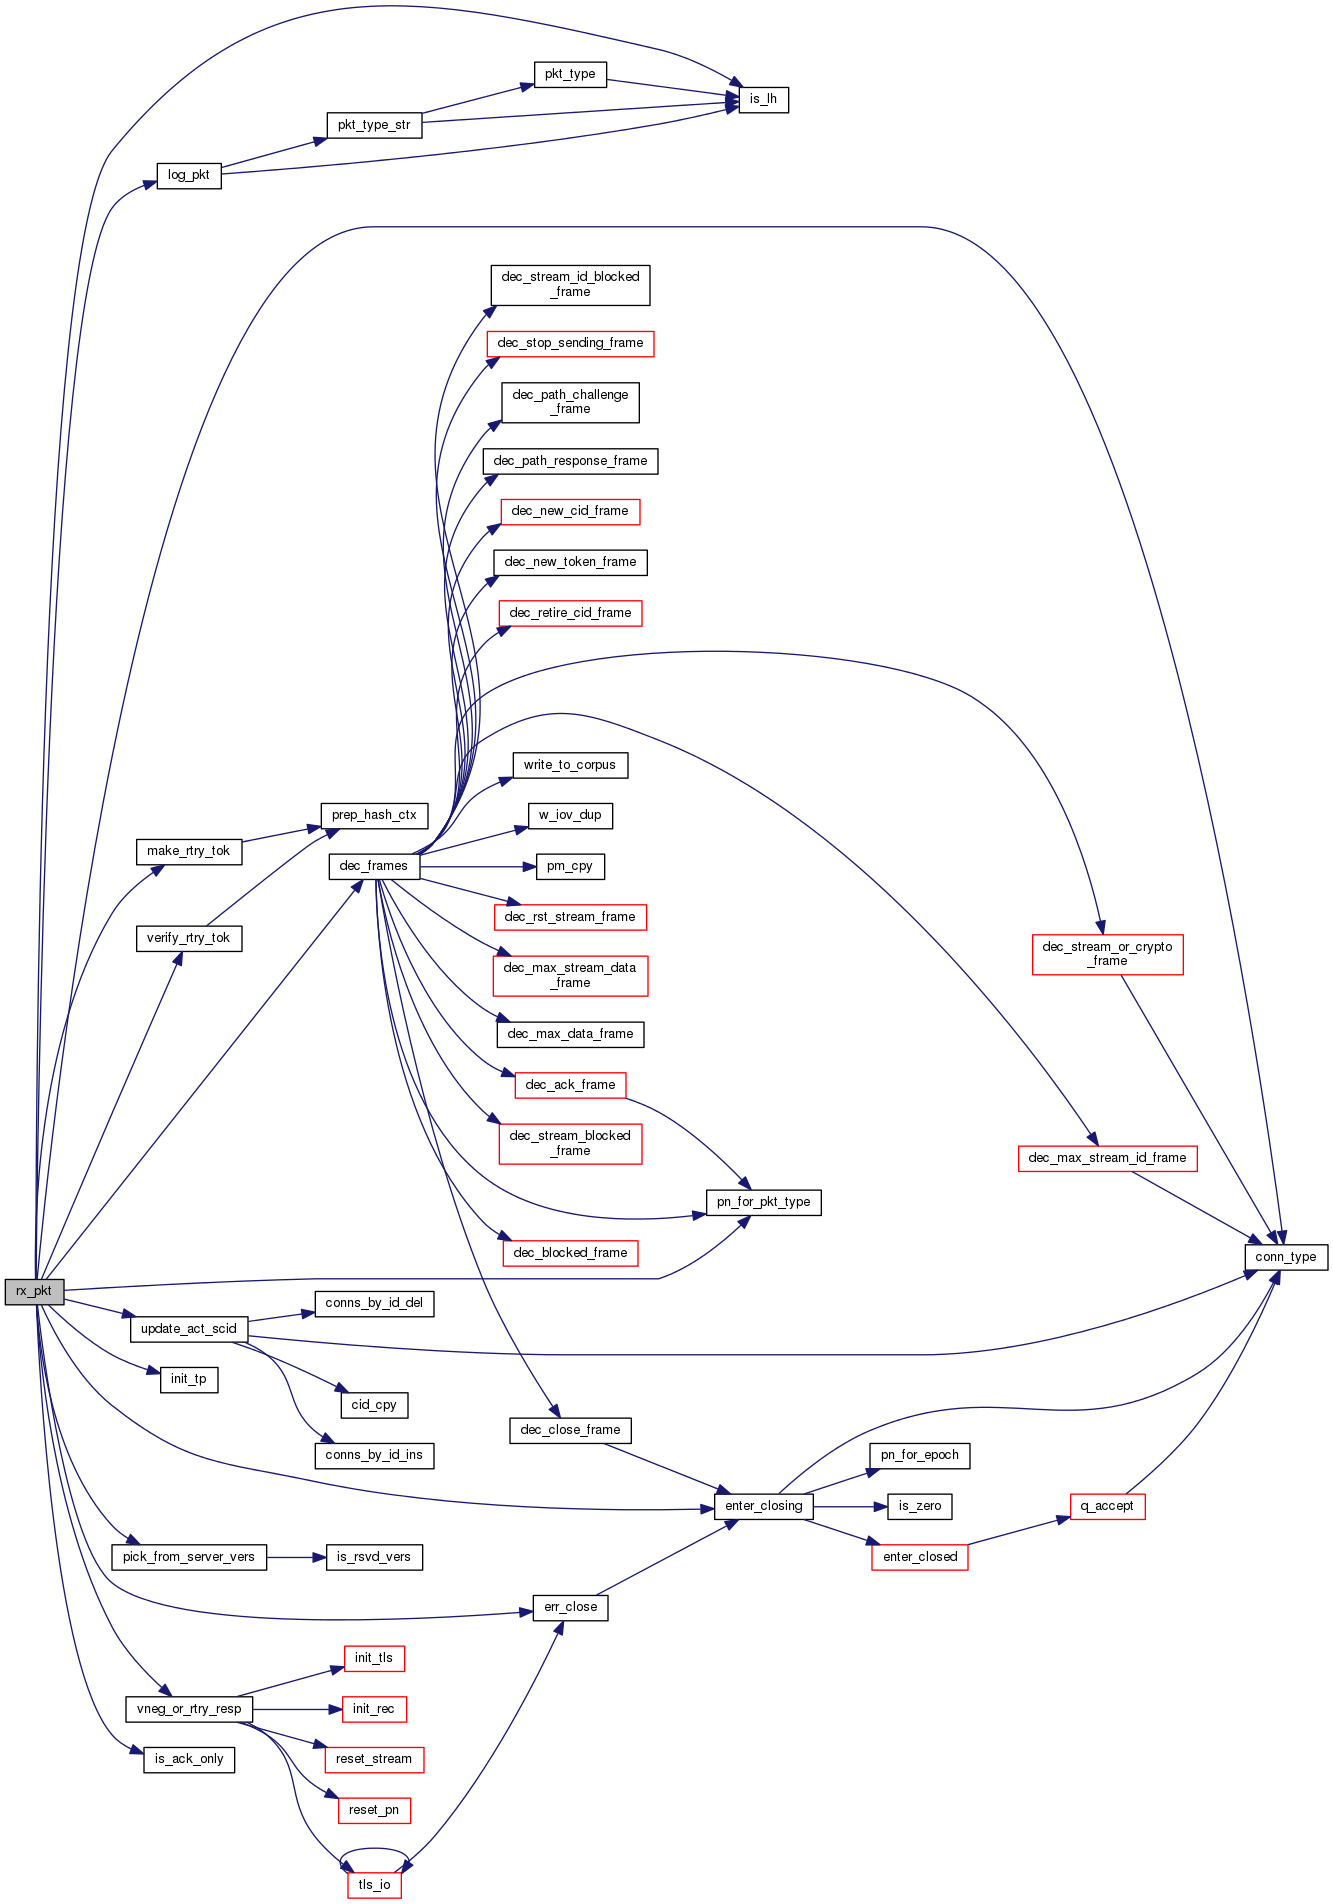 pkt_type
is_lh
pkt_type_str
log_pkt
dec_stream_id_blocked
_frame
dec_stop_sending_frame
dec_path_challenge
_frame
dec_path_response_frame
dec_new_cid_frame
dec_new_token_frame
dec_retire_cid_frame
write_to_corpus
prep_hash_ctx
w_iov_dup
make_rtry_tok
dec_frames
pm_cpy
dec_rst_stream_frame
verify_rtry_tok
dec_stream_or_crypto
_frame
dec_max_stream_data
_frame
dec_max_data_frame
dec_ack_frame
dec_stream_blocked
_frame
dec_max_stream_id_frame
pn_for_pkt_type
dec_blocked_frame
conn_type
rx_pkt
conns_by_id_del
update_act_scid
init_tp
cid_cpy
dec_close_frame
conns_by_id_ins
pn_for_epoch
enter_closing
is_zero
q_accept
pick_from_server_vers
is_rsvd_vers
enter_closed
err_close
init_tls
vneg_or_rtry_resp
init_rec
is_ack_only
reset_stream
reset_pn
tls_io